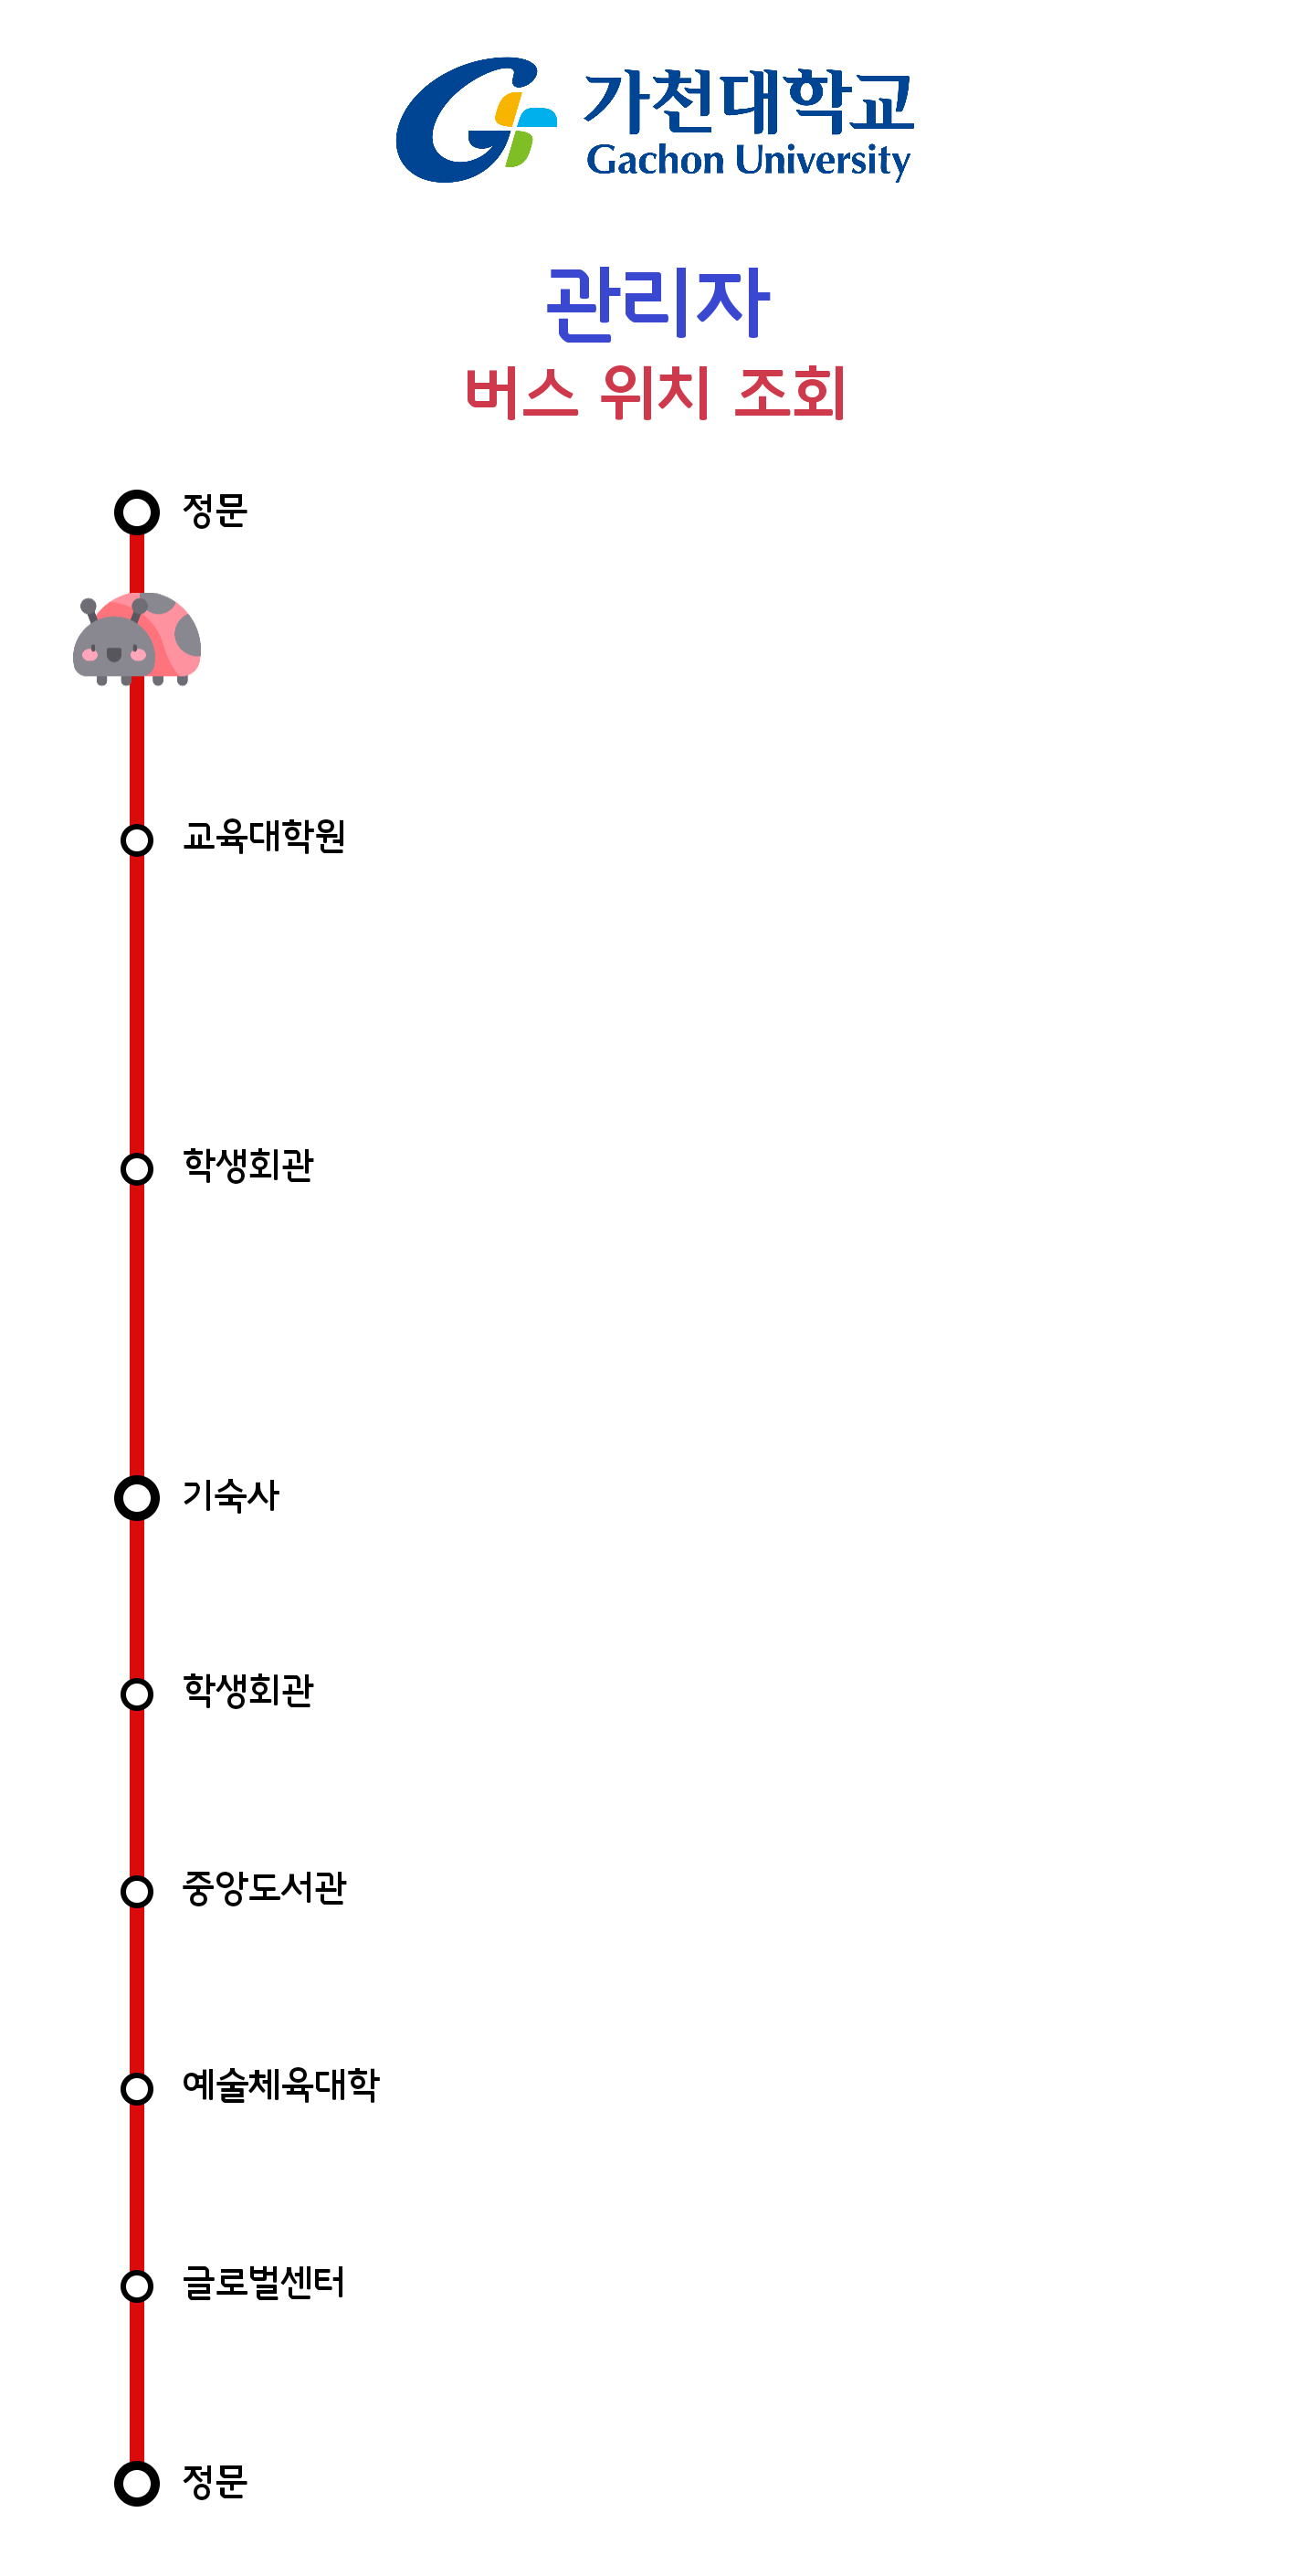 가천대학교
Gachon University
관리자
버스 위치 조회
정문
교육대학원
학생회관
기숙사
학생회관
중앙도서관
예술체육대학
글로벌센터
정문